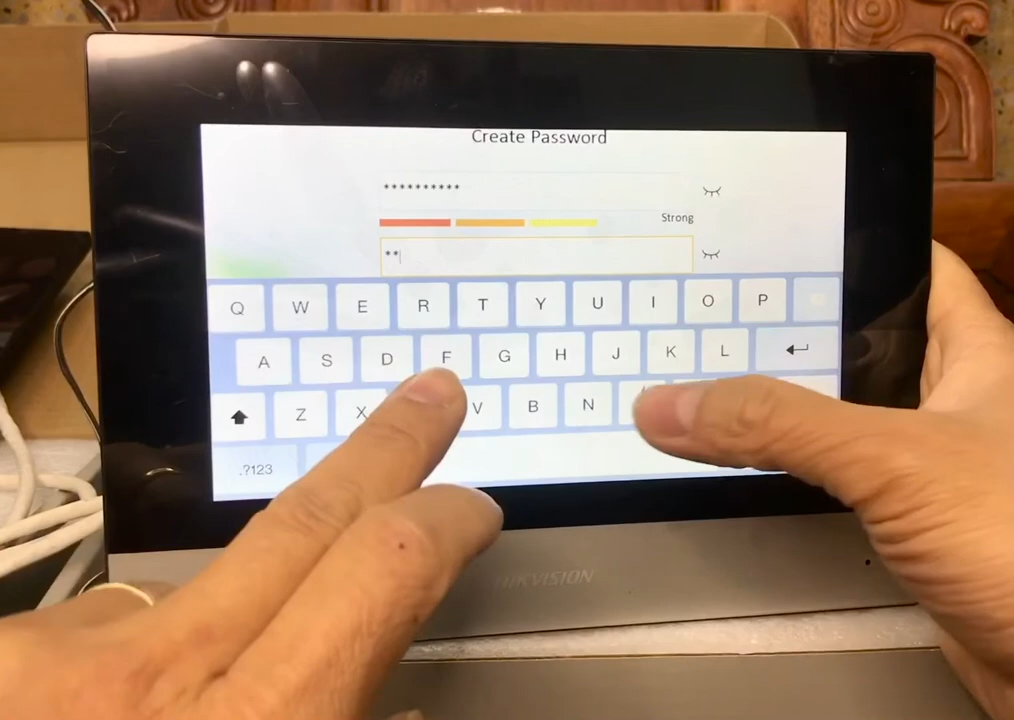 Create Password
**********
Strong
**
Q W E R T Y U I O P
A S D F G H J K L
Z X V B N
.?123
HIKVISION